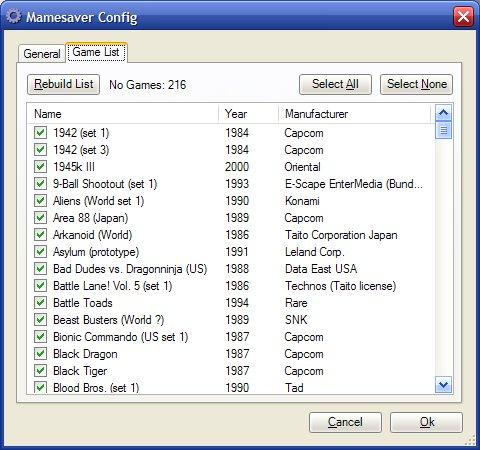 Mamesaver Config
General Game List
Rebuild List No Games: 216 Select All Select None
Name Year Manufacturer
1942 (set 1) 1984 Capcom
1942 (set 3) 1984 Capcom
1945k III 2000 Oriental
9-Ball Shootout (set 1) 1993 E-Scape EnterMedia (Bund...
Aliens (World set 1) 1990 Konami
Area 88 (Japan) 1989 Capcom
Arkanoid (World) 1986 Taito Corporation Japan
Asylum (prototype) 1991 Leland Corp.
Bad Dudes vs. Dragonninja (US) 1988 Data East USA
Battle Lane! Vol. 5 (set 1) 1986 Technos (Taito license)
Battle Toads 1994 Rare
Beast Busters (World ?) 1989 SNK
Bionic Commando (US set 1) 1987 Capcom
Black Dragon 1987 Capcom
Black Tiger 1987 Capcom
Blood Bros. (set 1) 1990 Tad
Cancel Ok